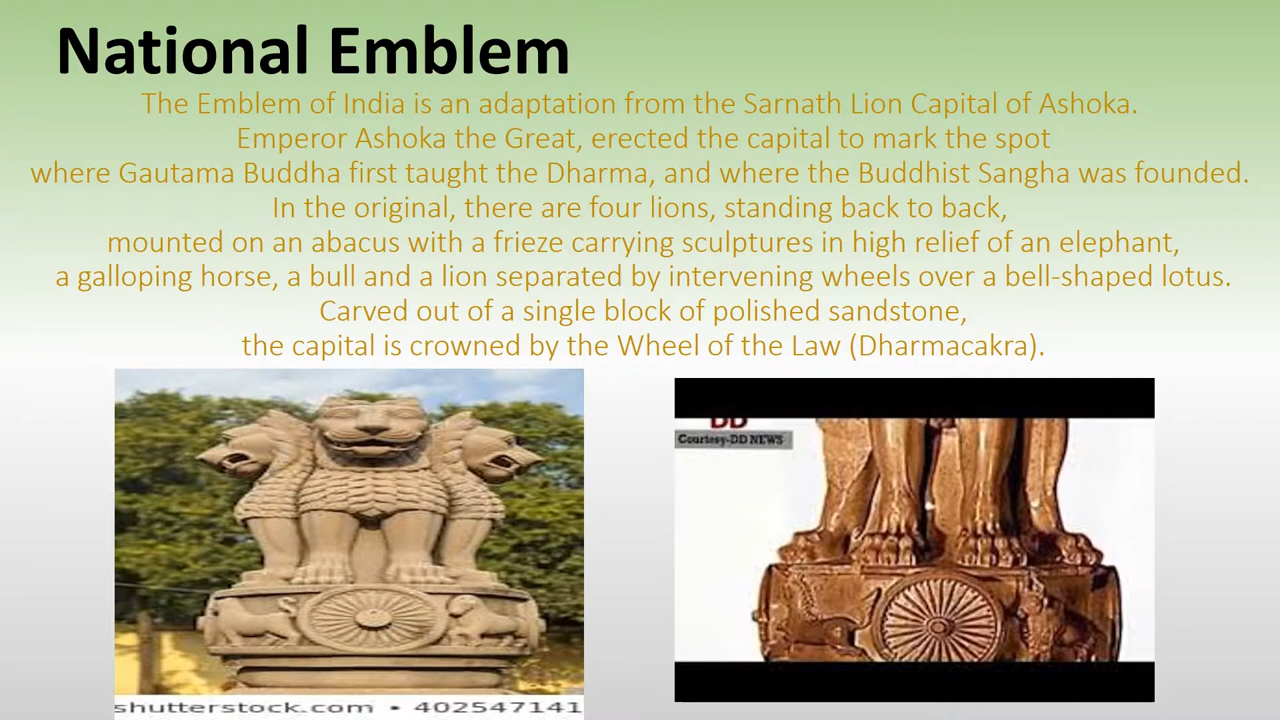 National Emblem
The Emblem of India is an adaptation from the Sarnath Lion Capital of Ashoka.
Emperor Ashoka the Great, erected the capital to mark the spot
where Gautama Buddha first taught the Dharma, and where the Buddhist Sangha was founded.
In the original, there are four lions, standing back to back,
mounted on an abacus with a frieze carrying sculptures in high relief of an elephant,
a galloping horse, a bull and a lion separated by intervening wheels over a bell-shaped lotus.
Carved out of a single block of polished sandstone,
the capital is crowned by the Wheel of the Law (Dharmacakra).
DD
Courtesy-DD NEWS
shutterstock.com • 402547141